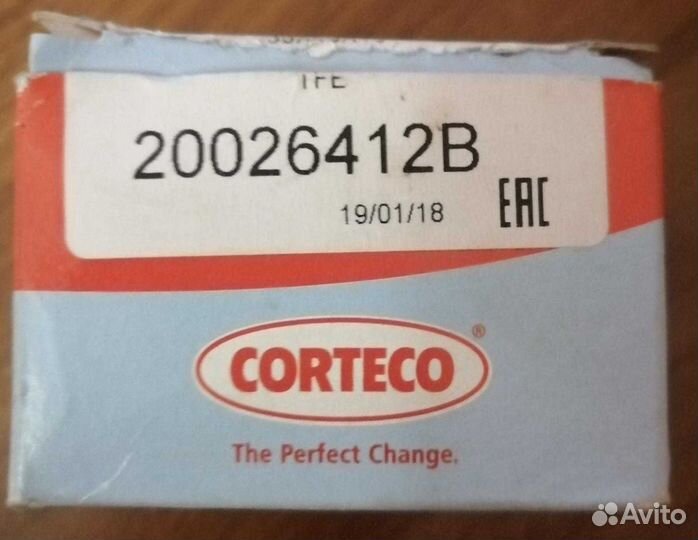 TFE
20026412B
19/01/18 EAC
CORTECO ®
The Perfect Change.
Avito